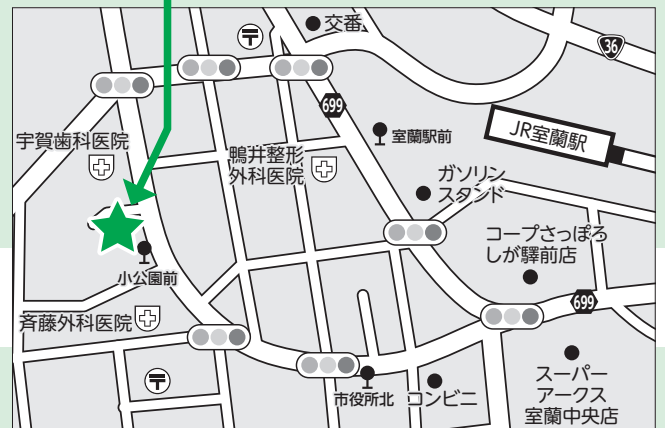 交番
36
699
宇賀歯科医院
鴨井整形
外科医院
室蘭駅前
JR室蘭駅
ガソリン
スタンド
コープさっぽろ
しが驛前店
小公園前
699
斉藤外科医院
市役所北
コンビニ
スーパー
アークス
室蘭中央店